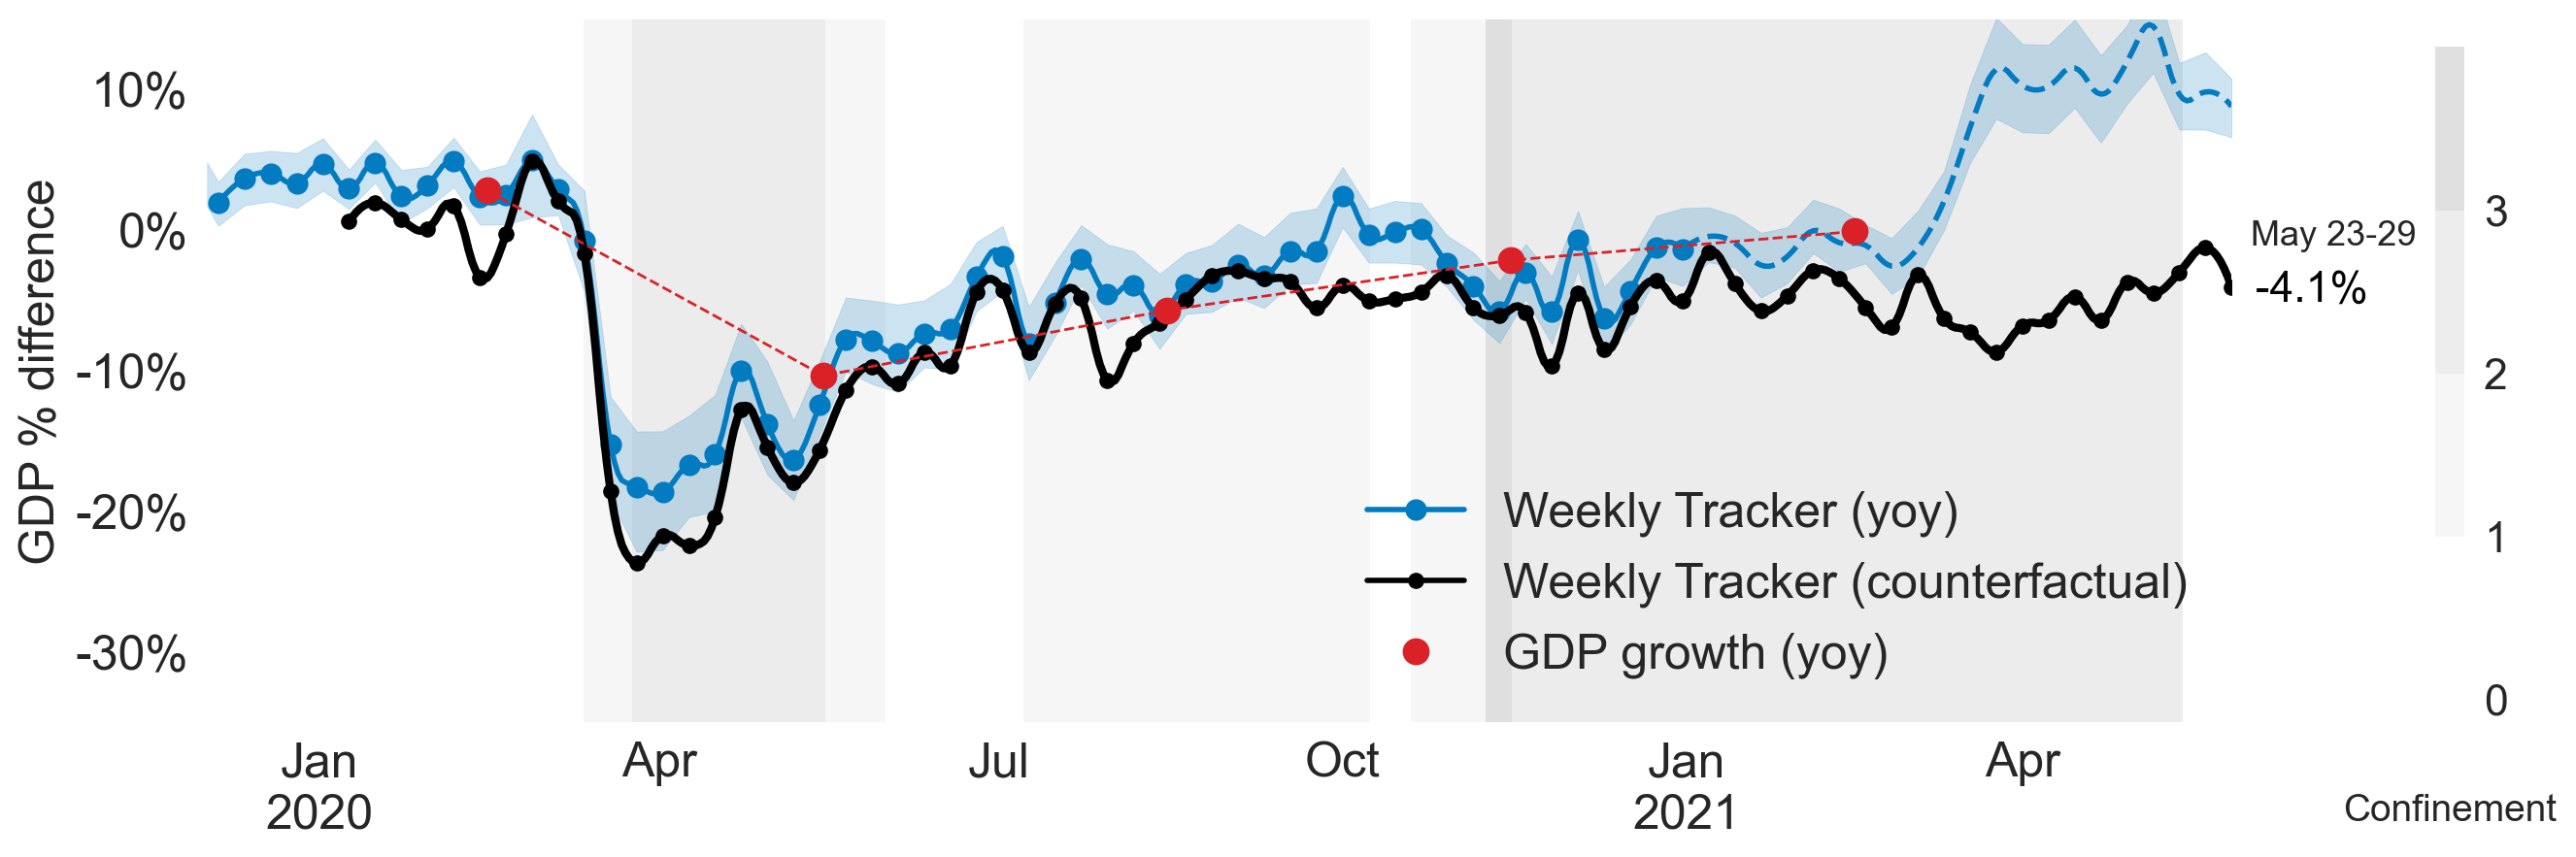 GDP % difference
10%
0%
-10%
-20%
-30%
Weekly Tracker (yoy)
Weekly Tracker (counterfactual)
GDP growth (yoy)
May 23-29
-4.1%
3
2
1
0
Jan
2020
Apr
Jul
Oct
Jan
2021
Apr
Confinement